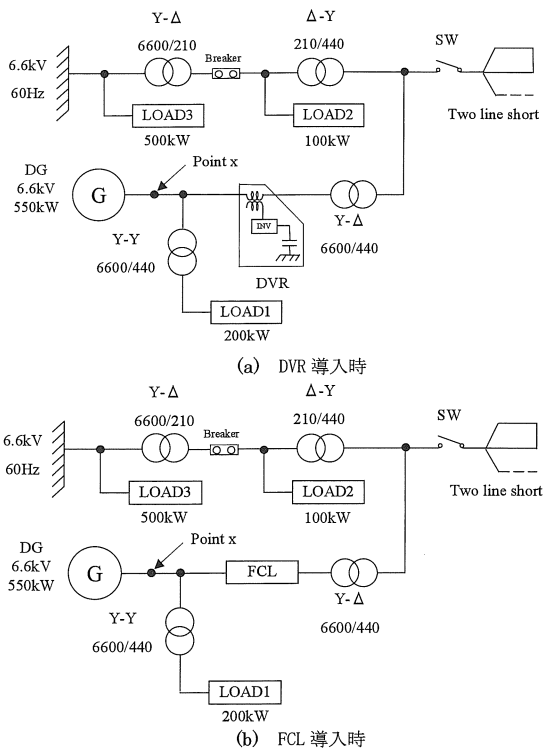 Y-Δ
Δ-Y
6600/210
Breaker
210/440
SW
6.6kV
60Hz
LOAD3
LOAD2
Two line short
500kW
100kW
DG
6.6kV
550kW
G
Point x
Y-Y
6600/440
INV
DVR
Y-Δ
6600/440
LOAD1
200kW
(a) DVR 導入時
Y-Δ
Δ-Y
6600/210
Breaker
210/440
SW
6.6kV
60Hz
LOAD3
LOAD2
Two line short
500kW
100kW
DG
6.6kV
550kW
G
Point x
FCL
Y-Y
6600/440
Y-Δ
6600/440
LOAD1
200kW
(b) FCL 導入時